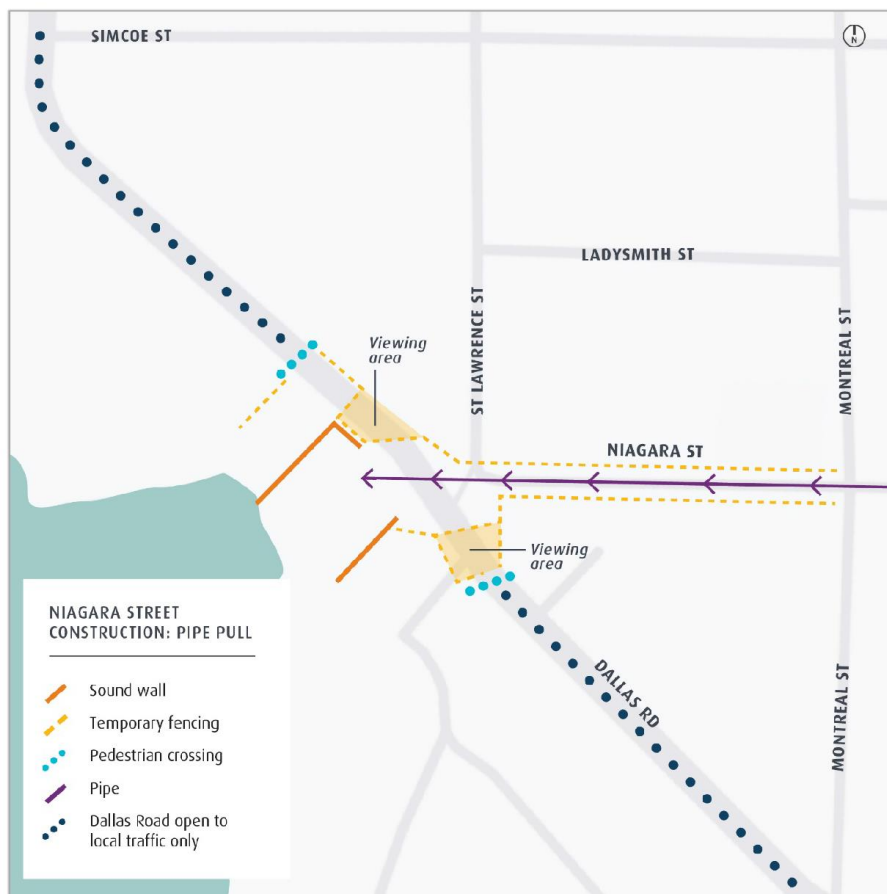 SIMCOE ST
N
LADYSMITH ST
ST LAWRENCE ST
MONTREAL ST
Viewing
area
NIAGARA ST
Viewing
area
DALLAS RD
MONTREAL ST
NIAGARA STREET
CONSTRUCTION: PIPE PULL
Sound wall
Temporary fencing
Pedestrian crossing
Pipe
Dallas Road open to
local traffic only